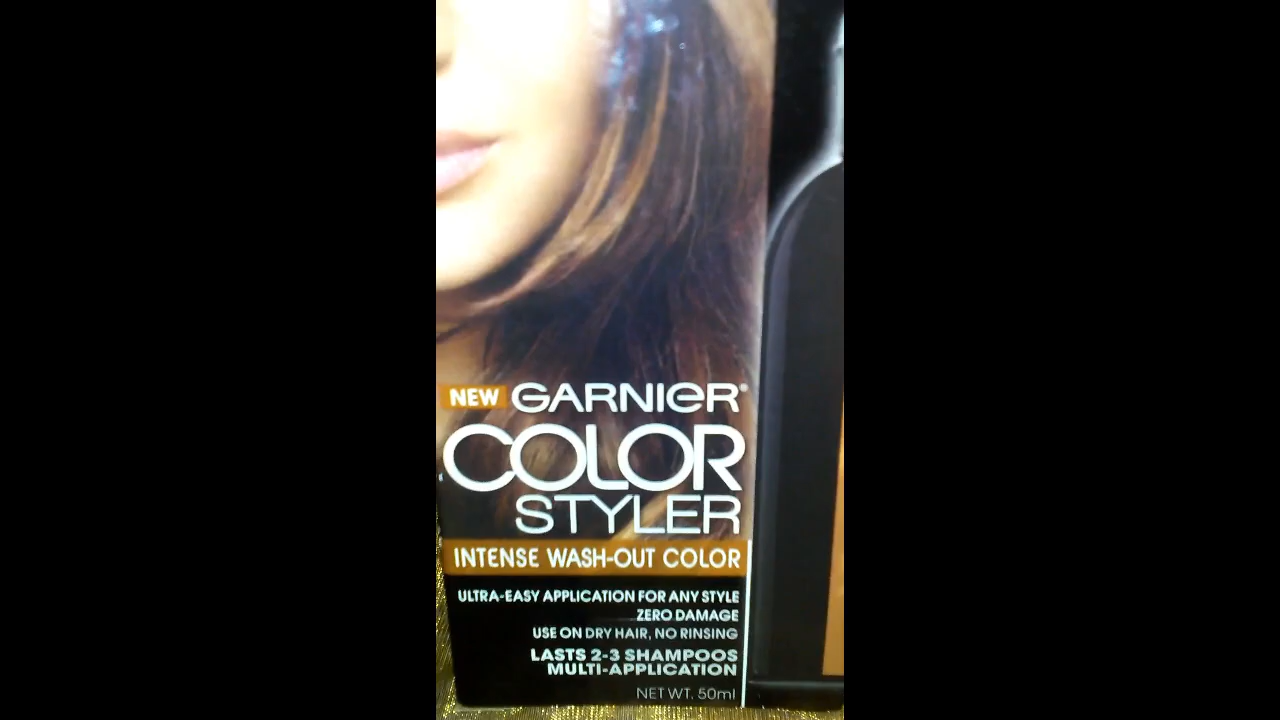 NEW GARNIER®
COLOR
STYLER
INTENSE WASH-OUT COLOR
ULTRA-EASY APPLICATION FOR ANY STYLE
ZERO DAMAGE
USE ON DRY HAIR, NO RINSING
LASTS 2-3 SHAMPOOS
MULTI-APPLICATION
NET WT. 50ml